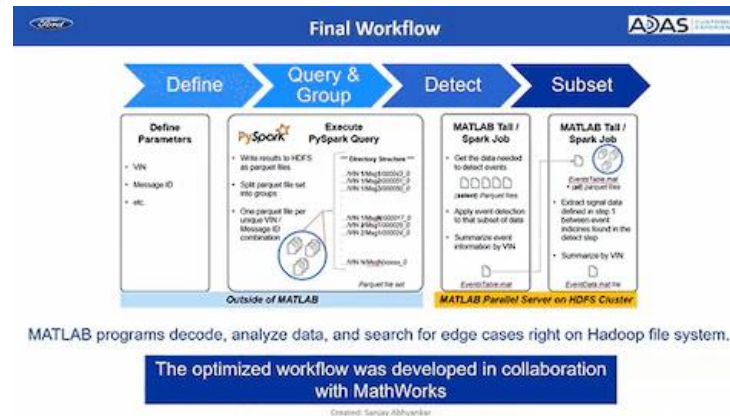 Ford
Final Workflow
ADAS
Define
Query &
Group
Detect
Subset
Define
Parameters
• VIN
• Message ID
• etc.
PySpark
Execute
PySpark Query
• Write results to HDFS
as parquet files
• Split parquet file set
into groups
• One parquet file per
unique VIN /
Message ID
combination
*** Directory Structure ***
Parquet file set
MATLAB Tall /
Spark Job
• Get the data needed
to detect events
(select) Parquet files
• Apply event detection
to that subset of data
• Summarize event
information by VIN
EventsTable.mat
MATLAB Tall /
Spark Job
EventsTable.mat
+ (all) parquet files
• Extract signal data
defined in step 1
between event
indicines found in the
detect step
• Summarize by VIN
EventData.mat file
Outside of MATLAB
MATLAB Parallel Server on HDFS Cluster
MATLAB programs decode, analyze data, and search for edge cases right on Hadoop file system.
The optimized workflow was developed in collaboration
with MathWorks
Created: Sanjay Abhyankar